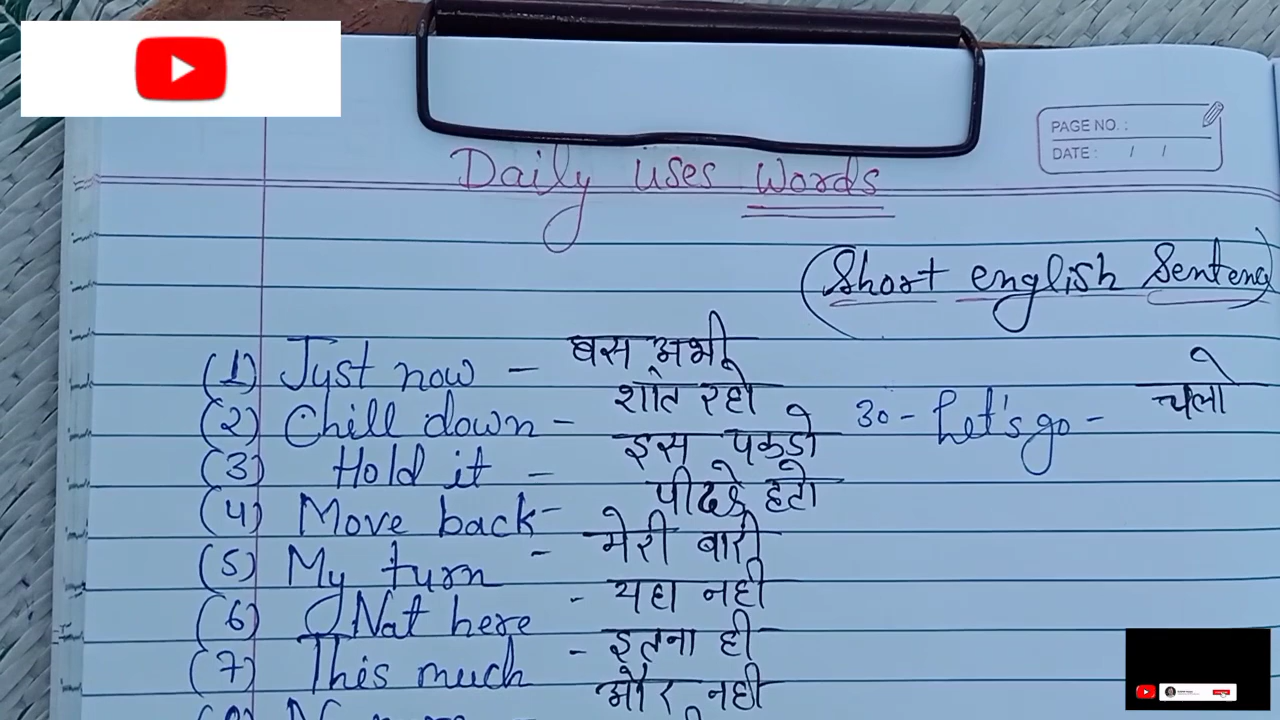 PAGE NO. :
DATE : / /
Daily uses Words
(Short english Sentenc)
(1) Just now - बस अभी
(2) Chill down - शांत रहो
(3) Hold it - इस पकडो
(4) Move back - पीछे हटो
(5) My turn - मेरी बारी
(6) Nat here - यहा नही
(7) This much - इतना ही
और नही
30 - Let's go - चलो